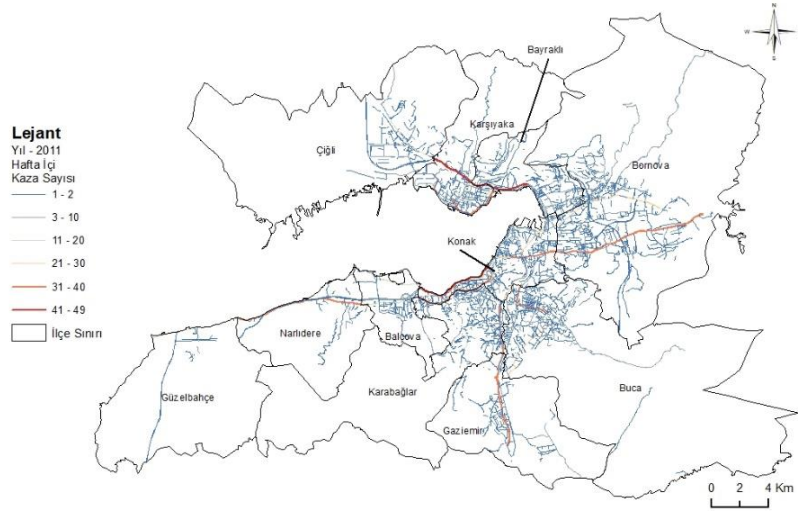 N
W
E
S
Bayraklı
Karşıyaka
Çiğli
Bornova
Lejant
Yıl - 2011
Hafta İçi
Kaza Sayısı
1 - 2
3 - 10
11 - 20
21 - 30
31 - 40
41 - 49
İlçe Sınırı
Konak
Narlıdere
Balçova
Güzelbahçe
Karabağlar
Buca
Gaziemir
0 2 4 Km